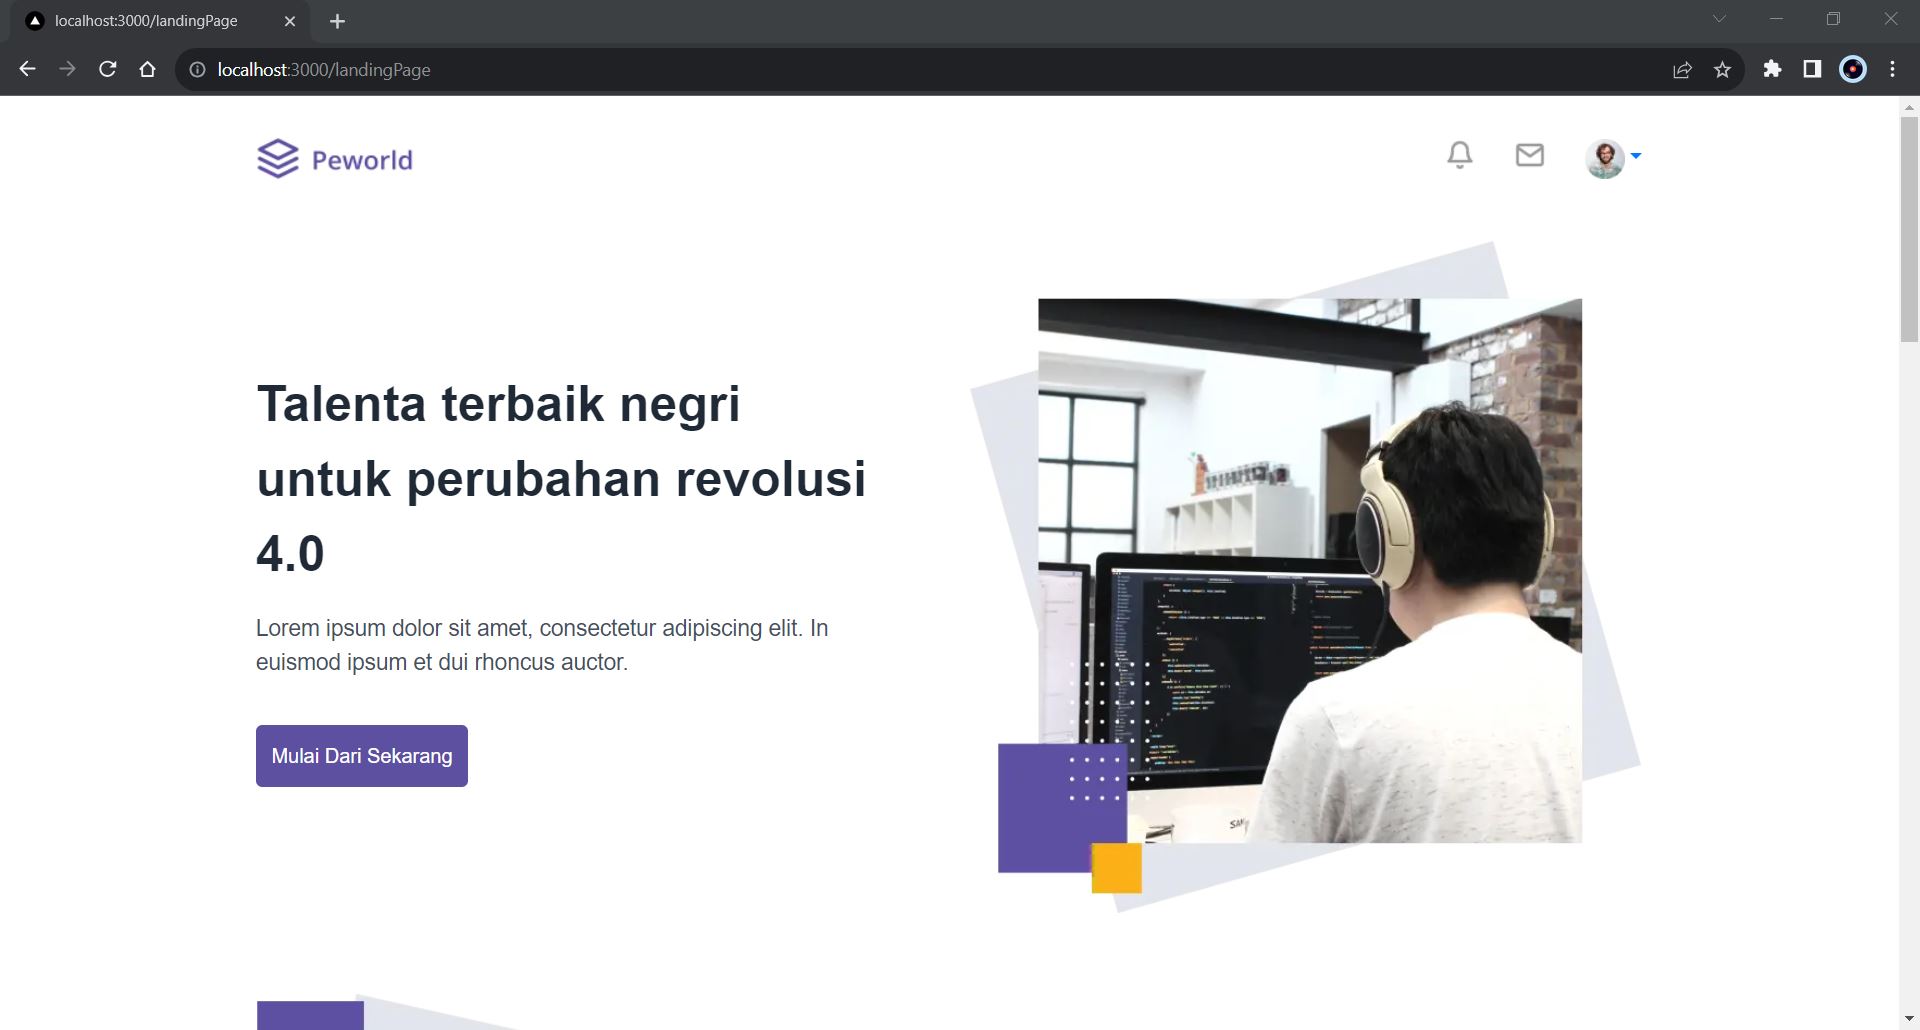 localhost:3000/landingPage
localhost:3000/landingPage
Peworld
Talenta terbaik negri
untuk perubahan revolusi
4.0
Lorem ipsum dolor sit amet, consectetur adipiscing elit. In
euismod ipsum et dui rhoncus auctor.
Mulai Dari Sekarang